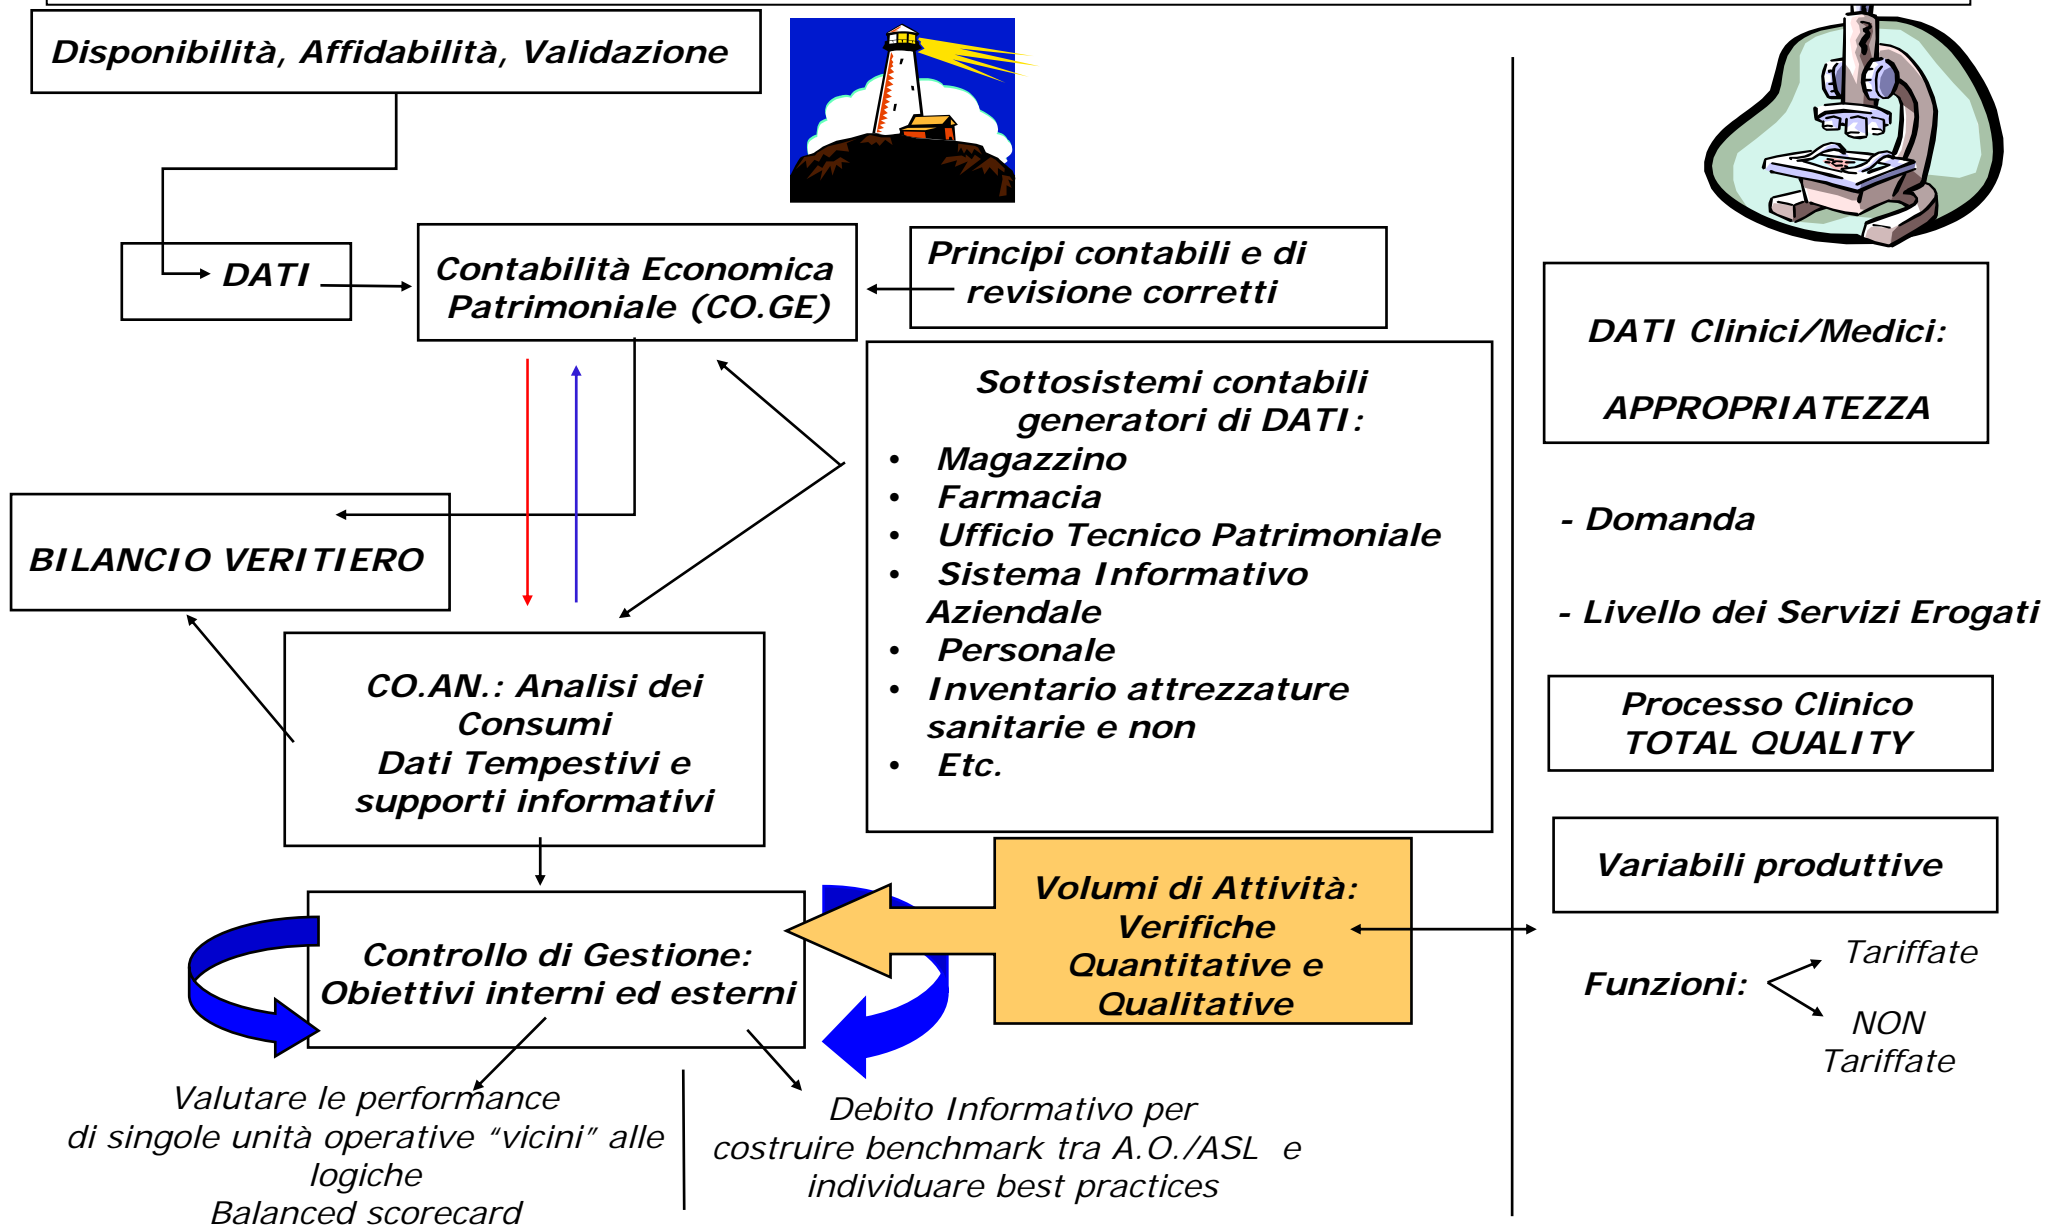 Disponibilità, Affidabilità, Validazione
DATI
Contabilità Economica
Patrimoniale (CO.GE)
Principi contabili e di
revisione corretti
Sottosistemi contabili
generatori di DATI:
• Magazzino
• Farmacia
• Ufficio Tecnico Patrimoniale
• Sistema Informativo
Aziendale
• Personale
• Inventario attrezzature
sanitarie e non
• Etc.
BILANCIO VERITIERO
CO.AN.: Analisi dei
Consumi
Dati Tempestivi e
supporti informativi
Volumi di Attività:
Verifiche
Quantitative e
Qualitative
Controllo di Gestione:
Obiettivi interni ed esterni
Valutare le performance
di singole unità operative “vicini” alle
logiche
Balanced scorecard
Debito Informativo per
costruire benchmark tra A.O./ASL e
individuare best practices
DATI Clinici/Medici:
APPROPRIATEZZA
- Domanda
- Livello dei Servizi Erogati
Processo Clinico
TOTAL QUALITY
Variabili produttive
Funzioni:
Tariffate
NON
Tariffate